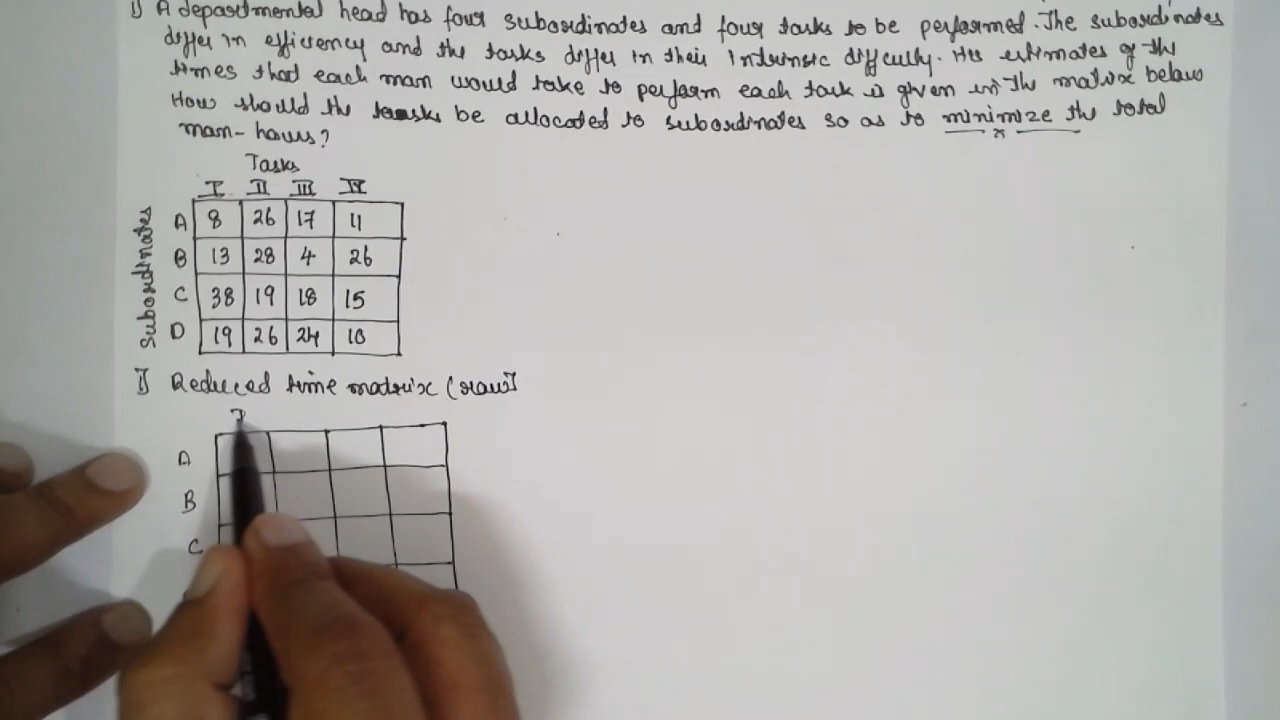 1) A departmental head has four subordinates and four tasks to be performed. The subordinates
differ in efficiency and the tasks differ in their intrinsic difficulty. His estimates of the
times that each man would take to perform each task is given in the matrix below
How should the tasks be allocated to subordinates so as to minimize the total
man-hours?
Tasks
I II III IV
Subordinates
A 8 26 17 11
B 13 28 4 26
C 38 19 18 15
D 19 26 24 10
I) Reduced time matrix (row)
A
B
C